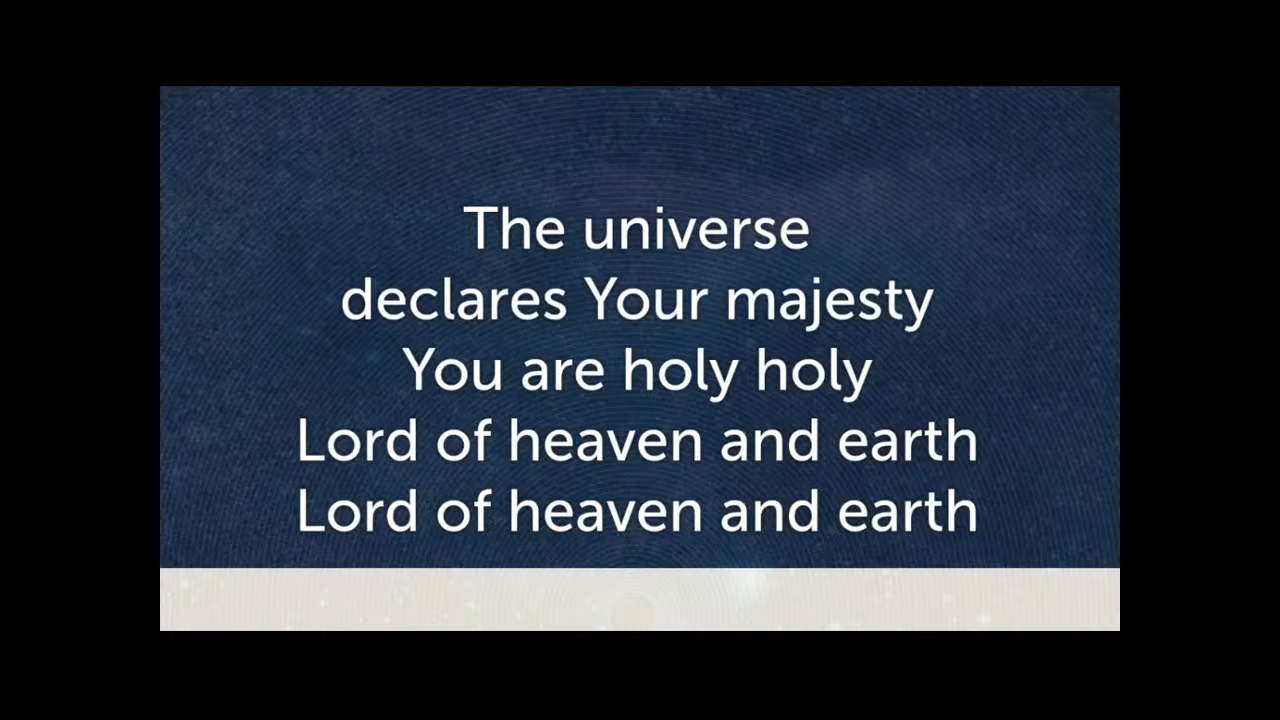 The universe
declares Your majesty
You are holy holy
Lord of heaven and earth
Lord of heaven and earth